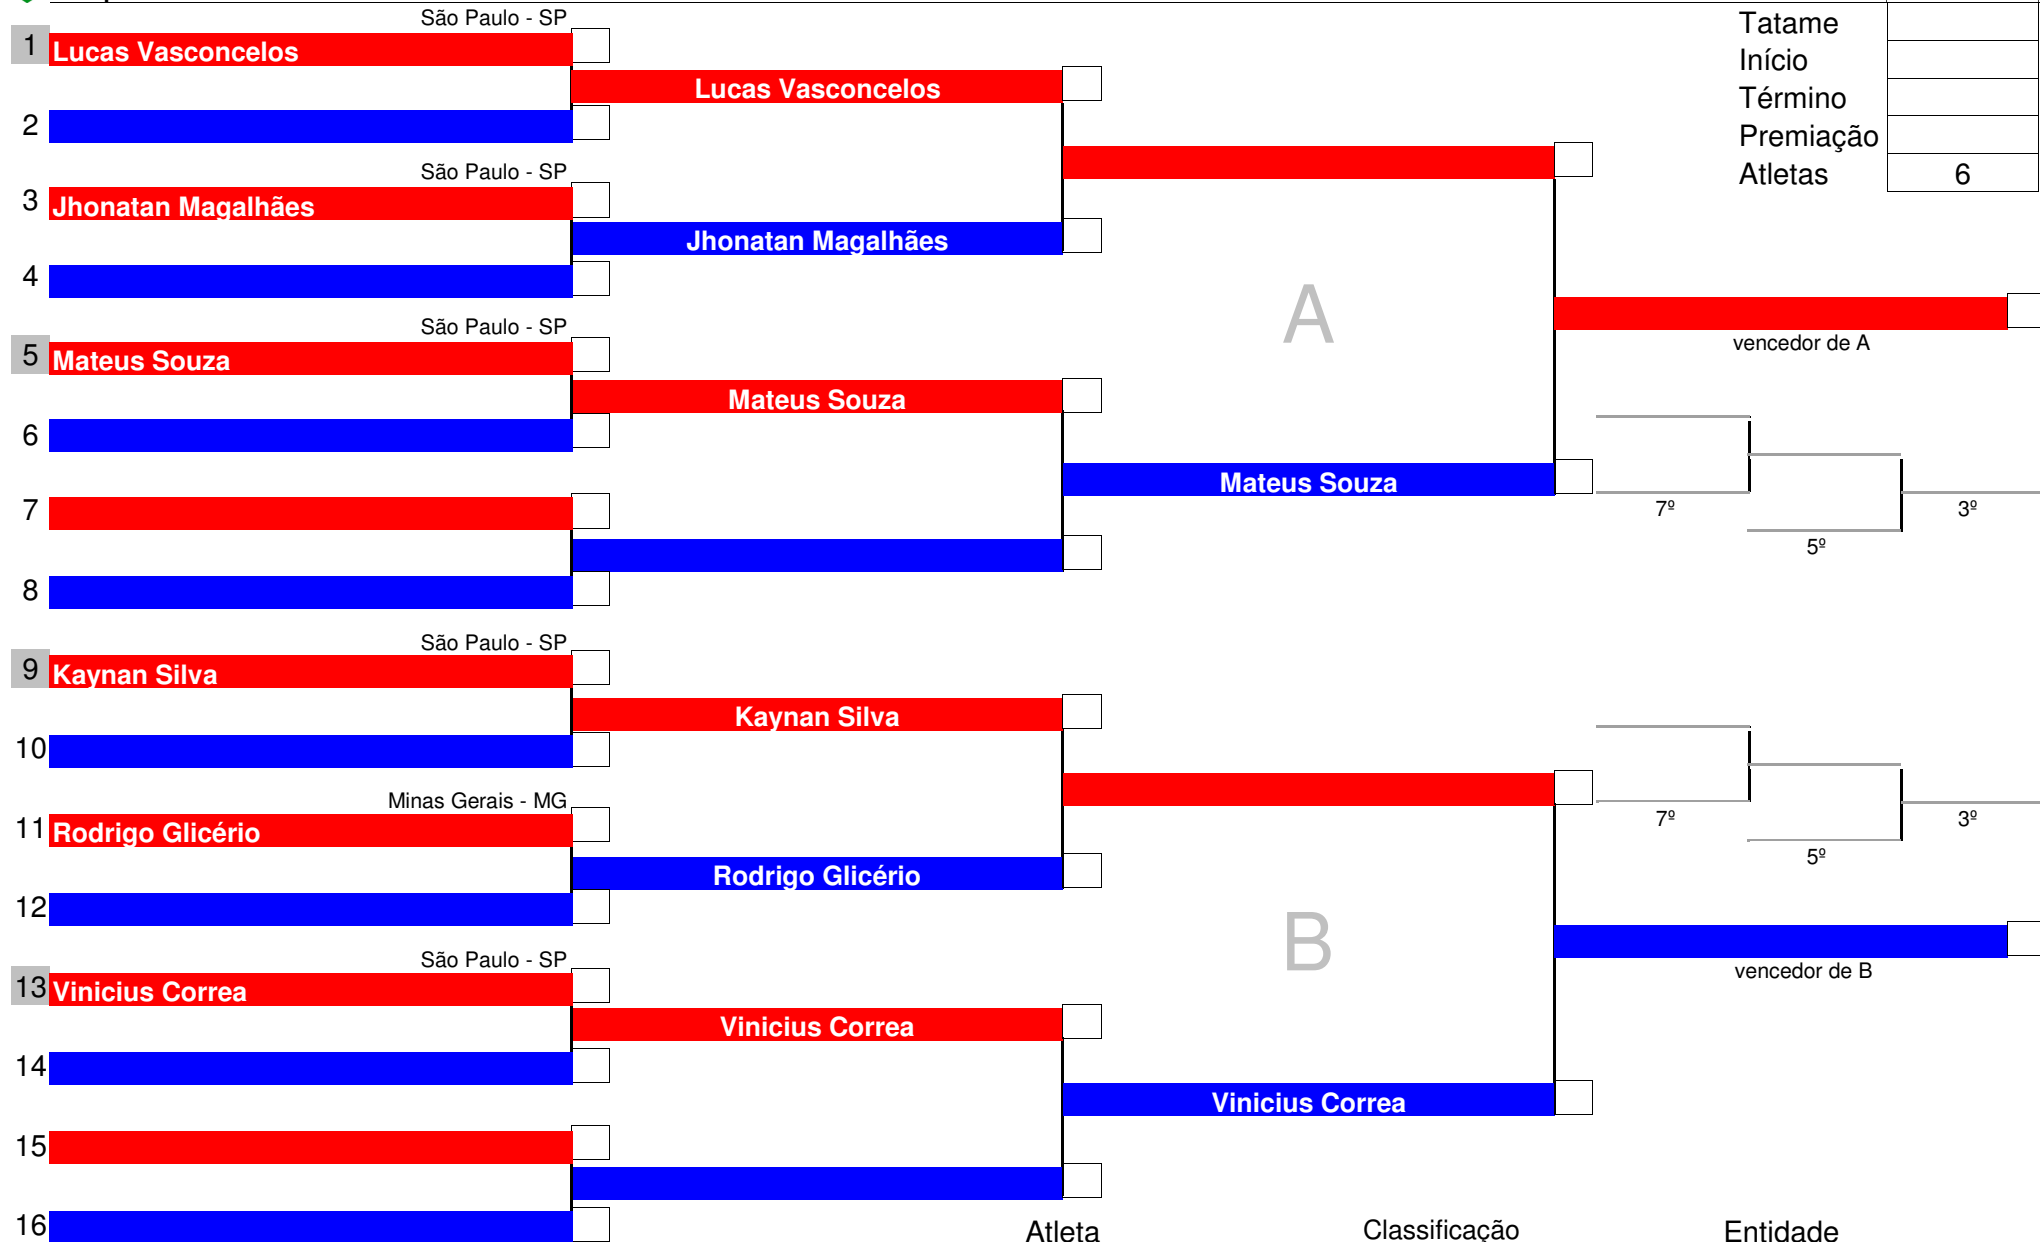 São Paulo - SP
Tatame
1 Lucas Vasconcelos
Início
Lucas Vasconcelos
Término
2
Premiação
São Paulo - SP
Atletas 6
3 Jhonatan Magalhães
Jhonatan Magalhães
4
A
São Paulo - SP
vencedor de A
5 Mateus Souza
Mateus Souza
6
Mateus Souza
7
7º 3º
5º
8
São Paulo - SP
9 Kaynan Silva
Kaynan Silva
10
Minas Gerais - MG
7º 3º
11 Rodrigo Glicério
5º
Rodrigo Glicério
12
B
São Paulo - SP
vencedor de B
13 Vinicius Correa
Vinicius Correa
14
Vinicius Correa
15
16
Atleta Classificação Entidade